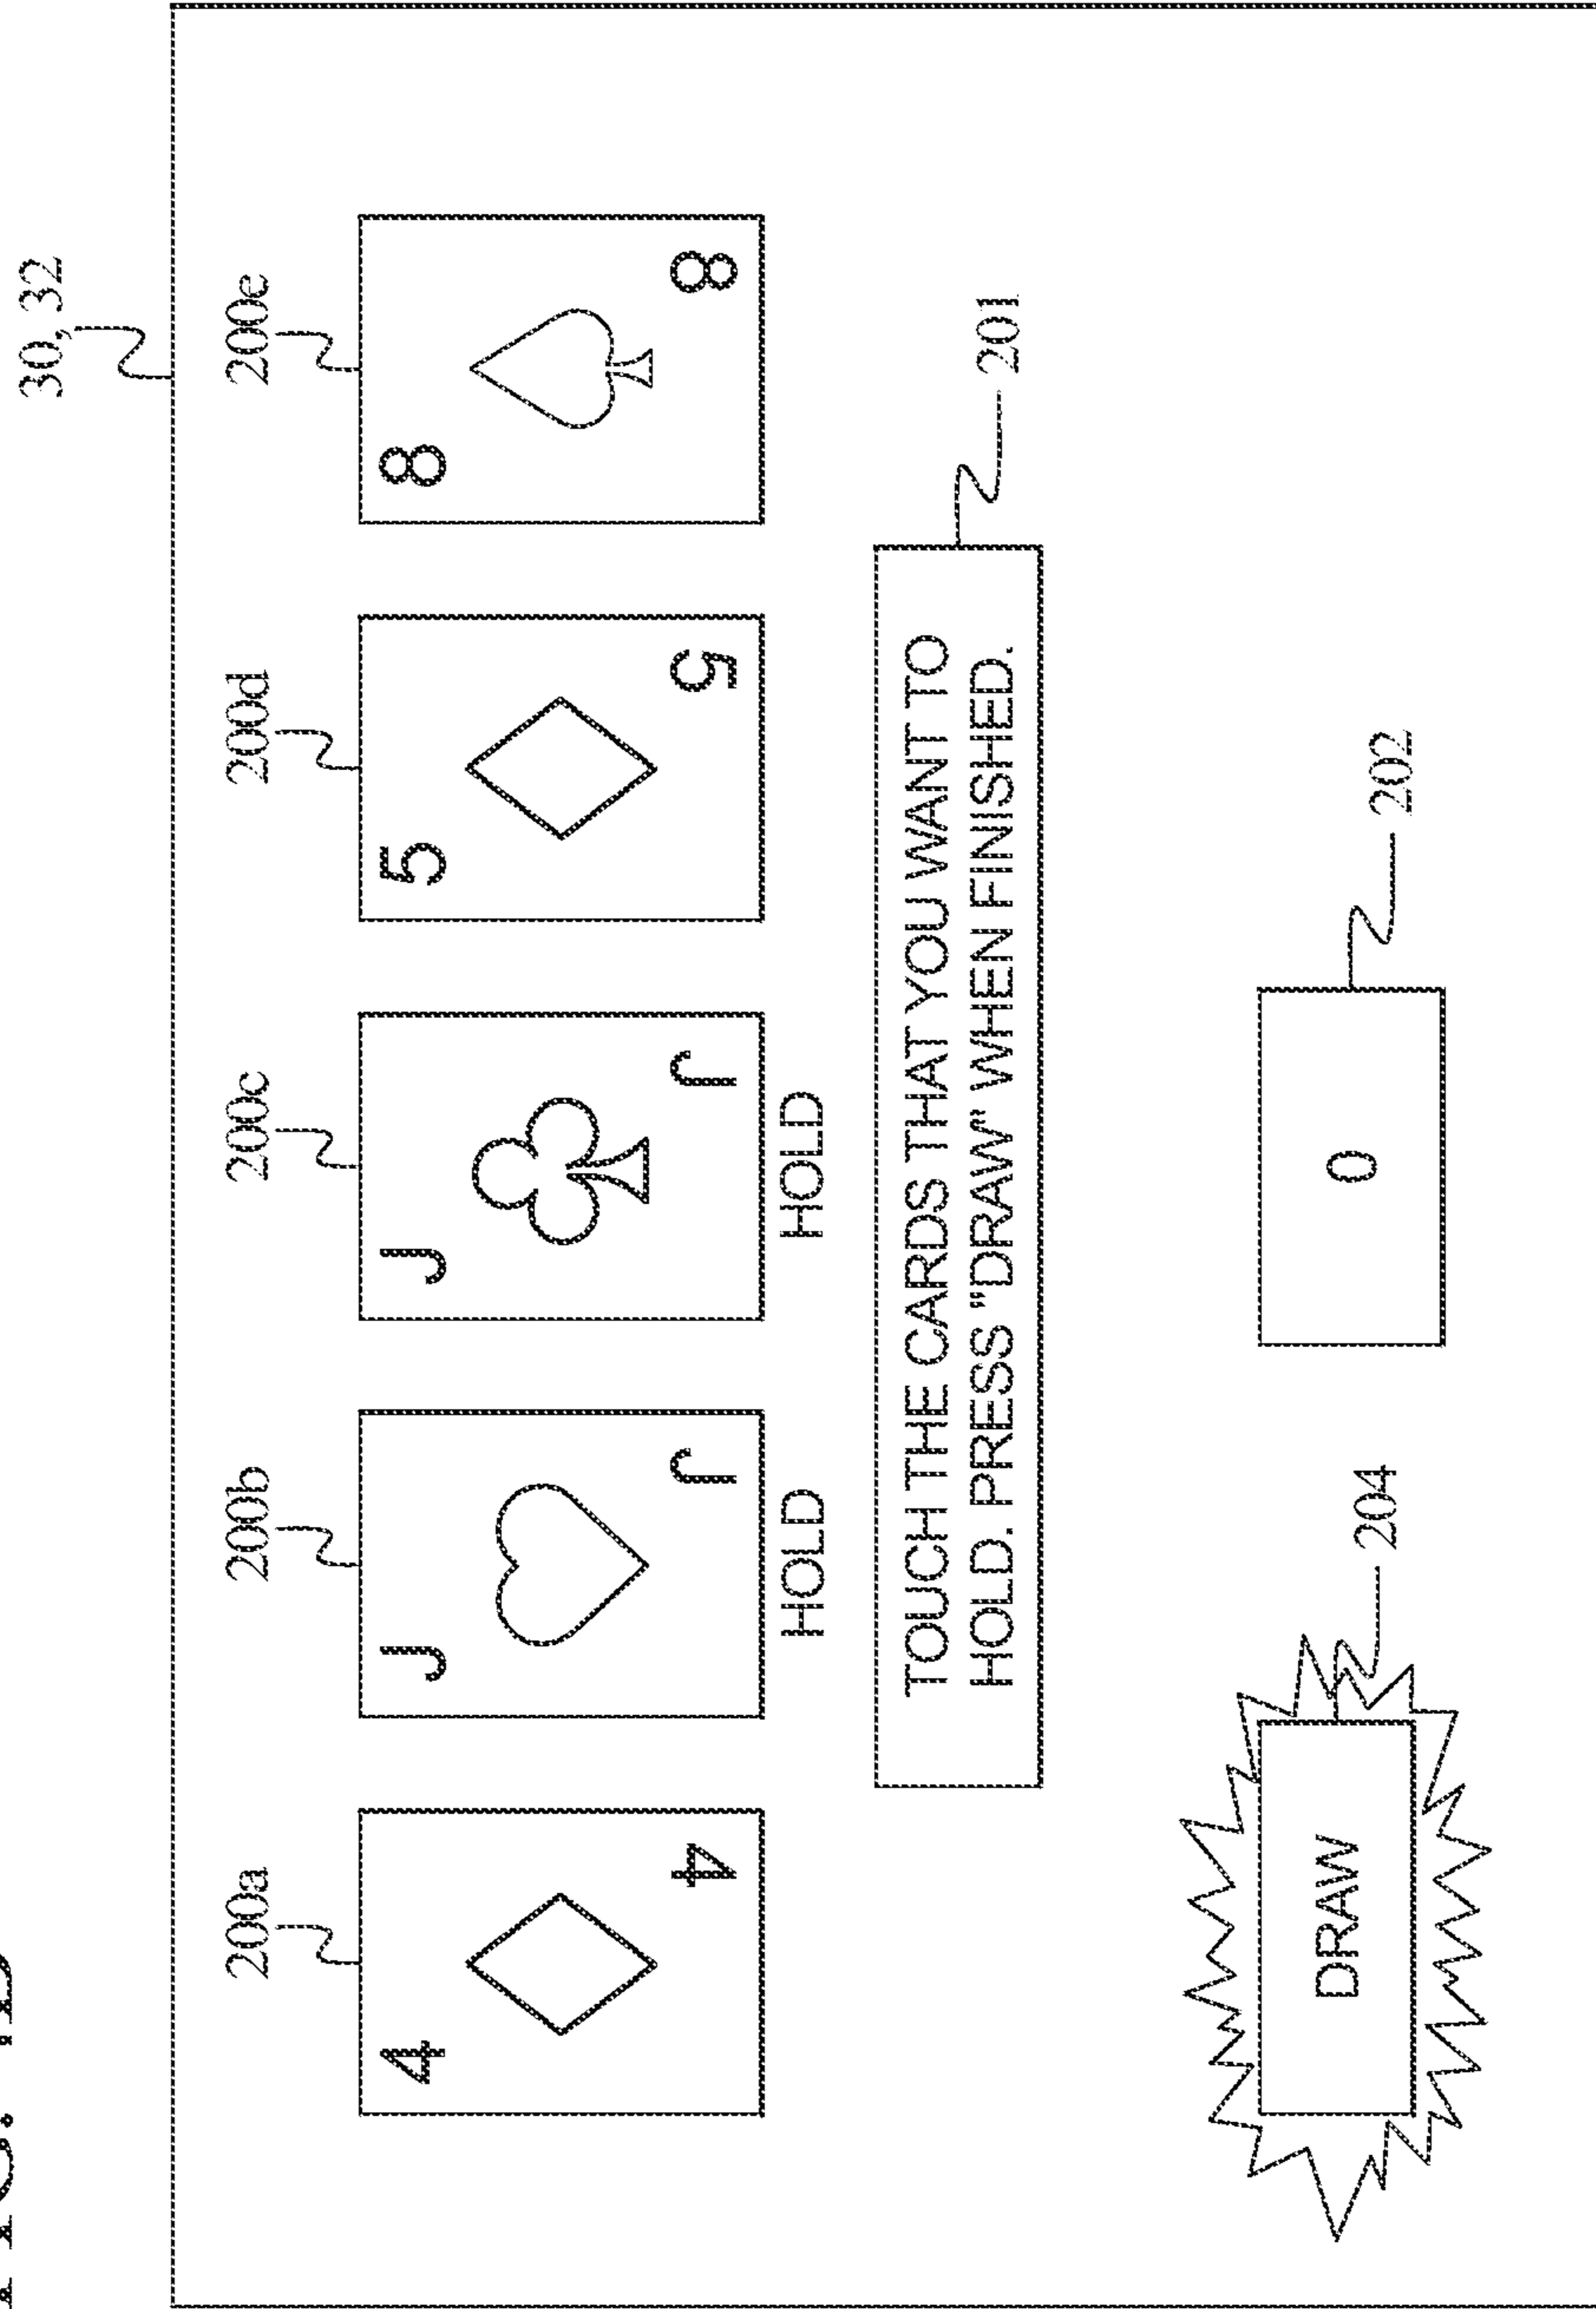 30, 32
200a
200b
200c
200d
200e
4
J
J
5
8
4
J
J
5
8
HOLD
HOLD
TOUCH THE CARDS THAT YOU WANT TO
HOLD. PRESS "DRAW" WHEN FINISHED.
201
DRAW
204
0
202